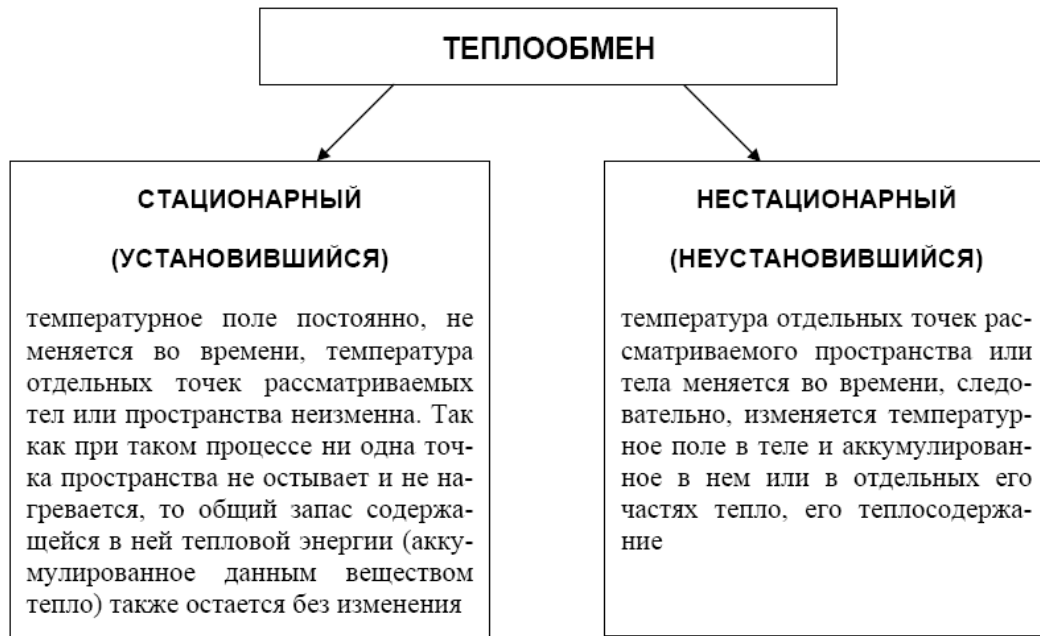 ТЕПЛООБМЕН
СТАЦИОНАРНЫЙ
(УСТАНОВИВШИЙСЯ)
температурное поле постоянно, не
меняется во времени, температура
отдельных точек рассматриваемых
тел или пространства неизменна. Так
как при таком процессе ни одна точ-
ка пространства не остывает и не на-
гревается, то общий запас содержа-
щейся в ней тепловой энергии (акку-
мулированное данным веществом
тепло) также остается без изменения
НЕСТАЦИОНАРНЫЙ
(НЕУСТАНОВИВШИЙСЯ)
температура отдельных точек рас-
сматриваемого пространства или
тела меняется во времени, следо-
вательно, изменяется температур-
ное поле в теле и аккумулирован-
ное в нем или в отдельных его
частях тепло, его теплосодержа-
ние